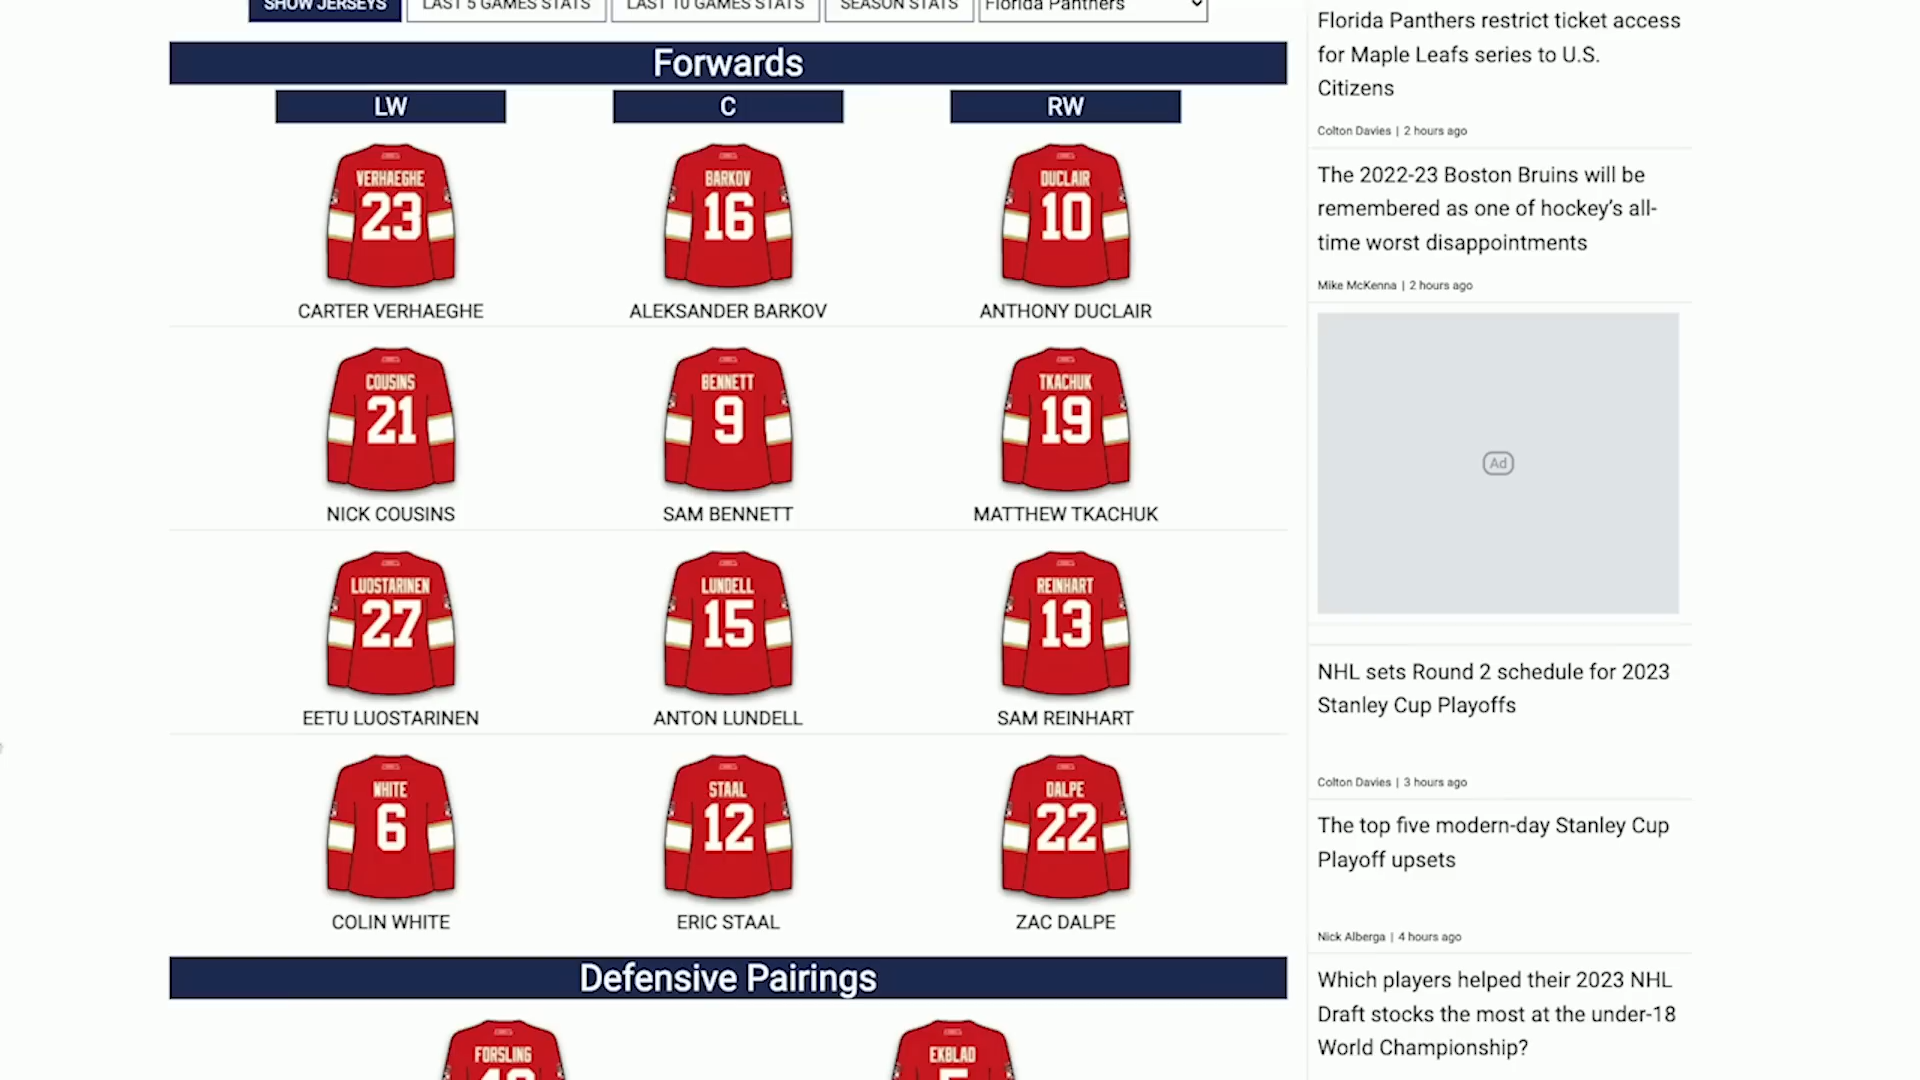 SHOW JERSEYS
LAST 5 GAMES STATS
LAST 10 GAMES STATS
SEASON STATS
Florida Panthers
Forwards
LW
C
RW
VERHAEGHE
23
CARTER VERHAEGHE
BARKOV
16
ALEKSANDER BARKOV
DUCLAIR
10
ANTHONY DUCLAIR
COUSINS
21
NICK COUSINS
BENNETT
9
SAM BENNETT
TKACHUK
19
MATTHEW TKACHUK
LUOSTARINEN
27
EETU LUOSTARINEN
LUNDELL
15
ANTON LUNDELL
REINHART
13
SAM REINHART
WHITE
6
COLIN WHITE
STAAL
12
ERIC STAAL
DALPE
22
ZAC DALPE
Defensive Pairings
FORSLING
EKBLAD
Florida Panthers restrict ticket access
for Maple Leafs series to U.S.
Citizens
Colton Davies | 2 hours ago
The 2022-23 Boston Bruins will be
remembered as one of hockey's all-
time worst disappointments
Mike McKenna | 2 hours ago
Ad
NHL sets Round 2 schedule for 2023
Stanley Cup Playoffs
Colton Davies | 3 hours ago
The top five modern-day Stanley Cup
Playoff upsets
Nick Alberga | 4 hours ago
Which players helped their 2023 NHL
Draft stocks the most at the under-18
World Championship?